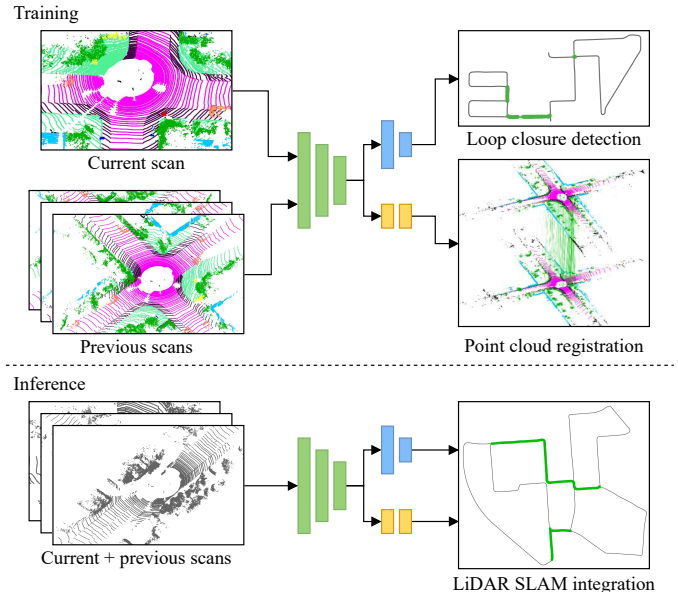 Training
Current scan
Loop closure detection
Previous scans
Point cloud registration
Inference
Current + previous scans
LiDAR SLAM integration